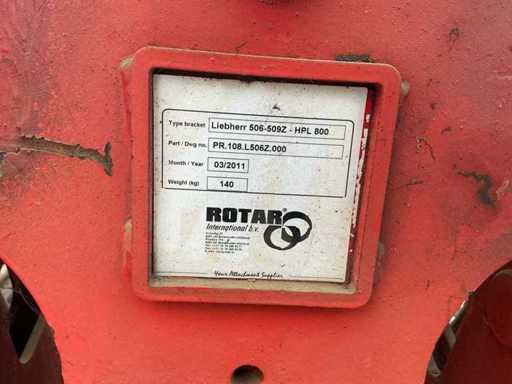 Type bracket Liebherr 506-509Z - HPL 800
Part / Dwg no. PR.108.L506Z.000
Month / Year 03/2011
Weight (kg) 140
ROTAR
International b.v.
Your Attachment Supplier